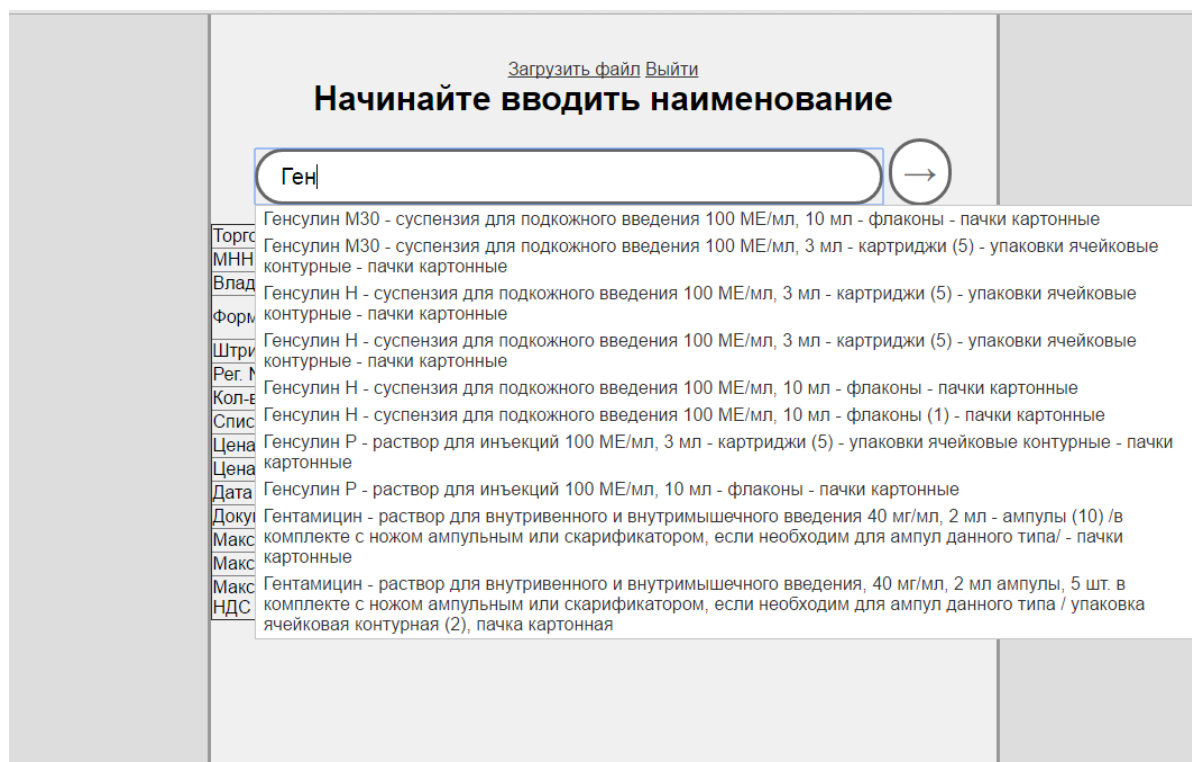 Загрузить файл Выйти
Начинайте вводить наименование
Ген
→
Генсулин М30 - суспензия для подкожного введения 100 МЕ/мл, 10 мл - флаконы - пачки картонные
Генсулин М30 - суспензия для подкожного введения 100 МЕ/мл, 3 мл - картриджи (5) - упаковки ячейковые
контурные - пачки картонные
Генсулин Н - суспензия для подкожного введения 100 МЕ/мл, 3 мл - картриджи (5) - упаковки ячейковые
контурные - пачки картонные
Генсулин Н - суспензия для подкожного введения 100 МЕ/мл, 3 мл - картриджи (5) - упаковки ячейковые
контурные - пачки картонные
Генсулин Н - суспензия для подкожного введения 100 МЕ/мл, 10 мл - флаконы - пачки картонные
Генсулин Н - суспензия для подкожного введения 100 МЕ/мл, 10 мл - флаконы (1) - пачки картонные
Генсулин Р - раствор для инъекций 100 МЕ/мл, 3 мл - картриджи (5) - упаковки ячейковые контурные - пачки
картонные
Генсулин Р - раствор для инъекций 100 МЕ/мл, 10 мл - флаконы - пачки картонные
Гентамицин - раствор для внутривенного и внутримышечного введения 40 мг/мл, 2 мл - ампулы (10) /в
комплекте с ножом ампульным или скарификатором, если необходим для ампул данного типа/ - пачки
картонные
Гентамицин - раствор для внутривенного и внутримышечного введения, 40 мг/мл, 2 мл ампулы, 5 шт. в
комплекте с ножом ампульным или скарификатором, если необходим для ампул данного типа / упаковка
ячейковая контурная (2), пачка картонная
Торго
МНН
Влад
Форм
Штри
Рег.
Кол-в
Спис
Цена
Цена
Дата
Доку
Макс
Макс
Макс
НДС